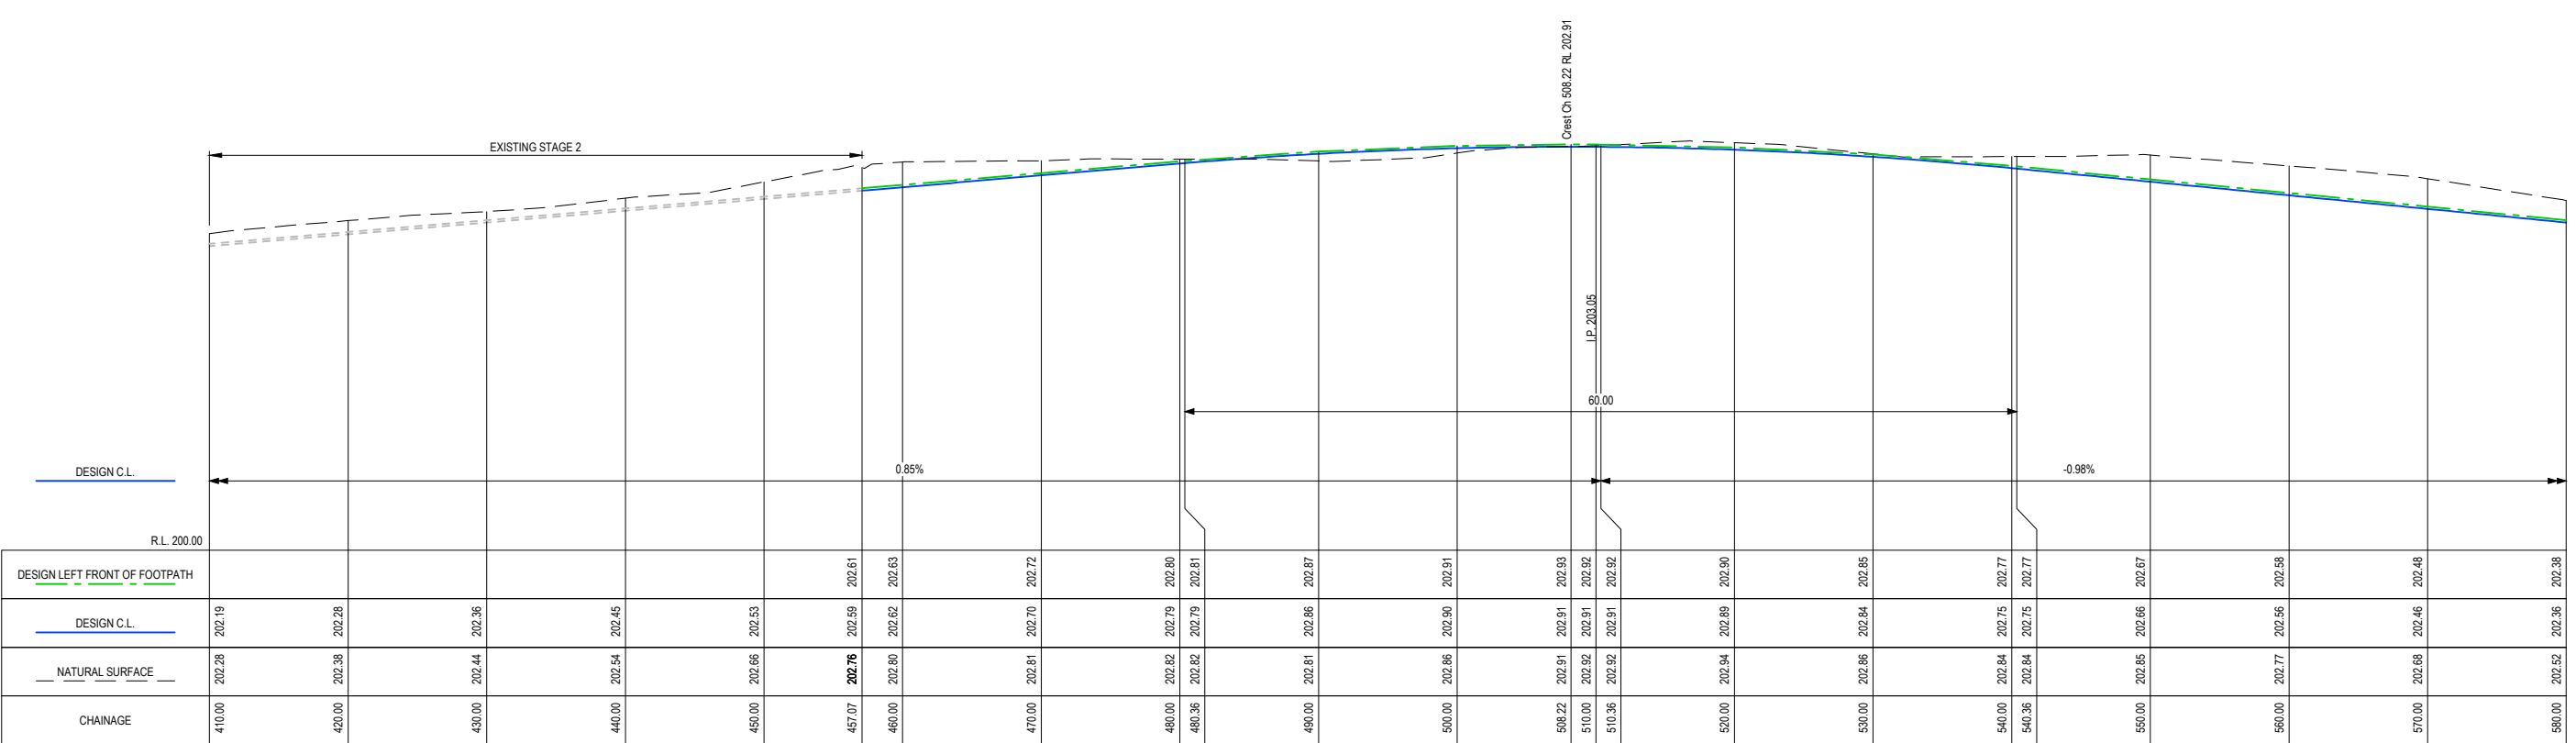 Crest Ch 508.22 RL 202.91
EXISTING STAGE 2
I.P. 203.05
60.00
DESIGN C.L.
0.85%
-0.98%
R.L. 200.00
DESIGN LEFT FRONT OF FOOTPATH 202.61 202.63 202.72 202.80 202.81 202.87 202.91 202.93 202.92 202.92 202.90 202.85 202.77 202.77 202.67 202.58 202.48 202.38
DESIGN C.L. 202.19 202.28 202.36 202.45 202.53 202.59 202.62 202.70 202.79 202.79 202.86 202.90 202.91 202.91 202.91 202.89 202.84 202.75 202.75 202.66 202.56 202.46 202.36
NATURAL SURFACE 202.28 202.38 202.44 202.54 202.66 202.76 202.80 202.81 202.82 202.82 202.81 202.86 202.91 202.92 202.92 202.94 202.86 202.84 202.84 202.85 202.77 202.68 202.52
CHAINAGE 410.00 420.00 430.00 440.00 450.00 457.07 460.00 470.00 480.00 480.36 490.00 500.00 508.22 510.00 510.36 520.00 530.00 540.00 540.36 550.00 560.00 570.00 580.00